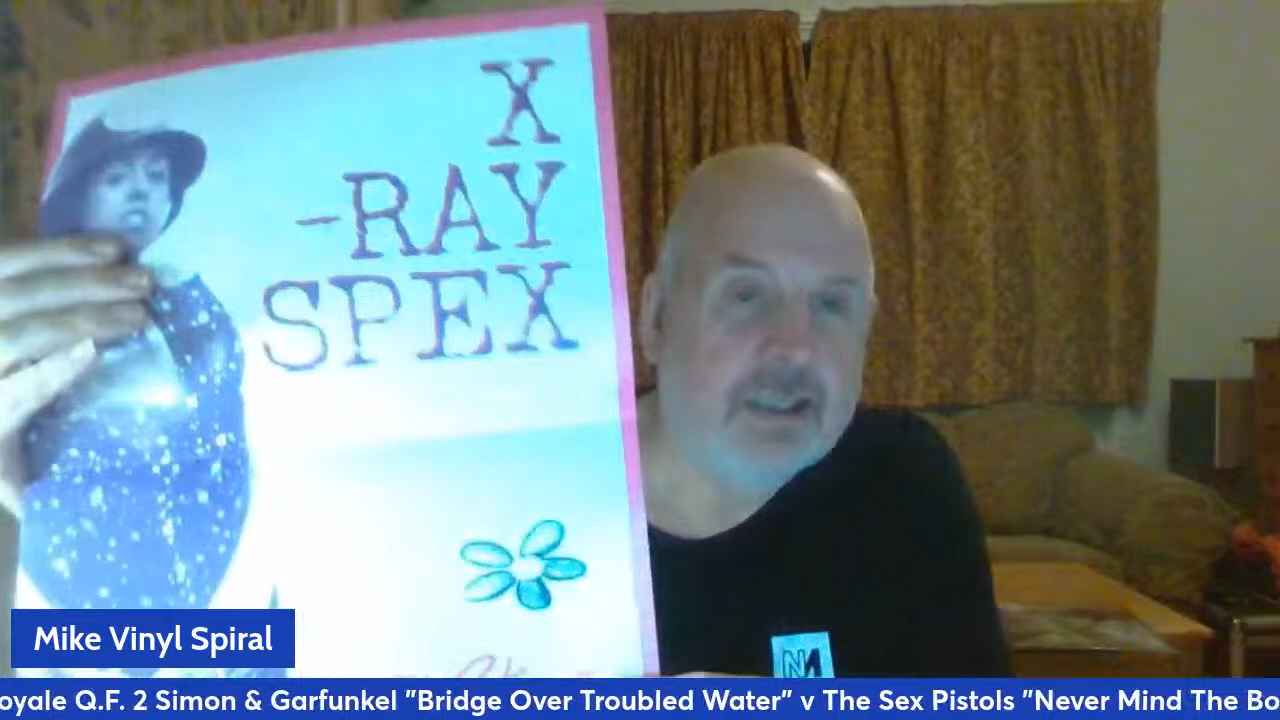 X
-RAY
SPEX
Mike Vinyl Spiral
oyale Q.F. 2 Simon & Garfunkel "Bridge Over Troubled Water" v The Sex Pistols "Never Mind The Bo